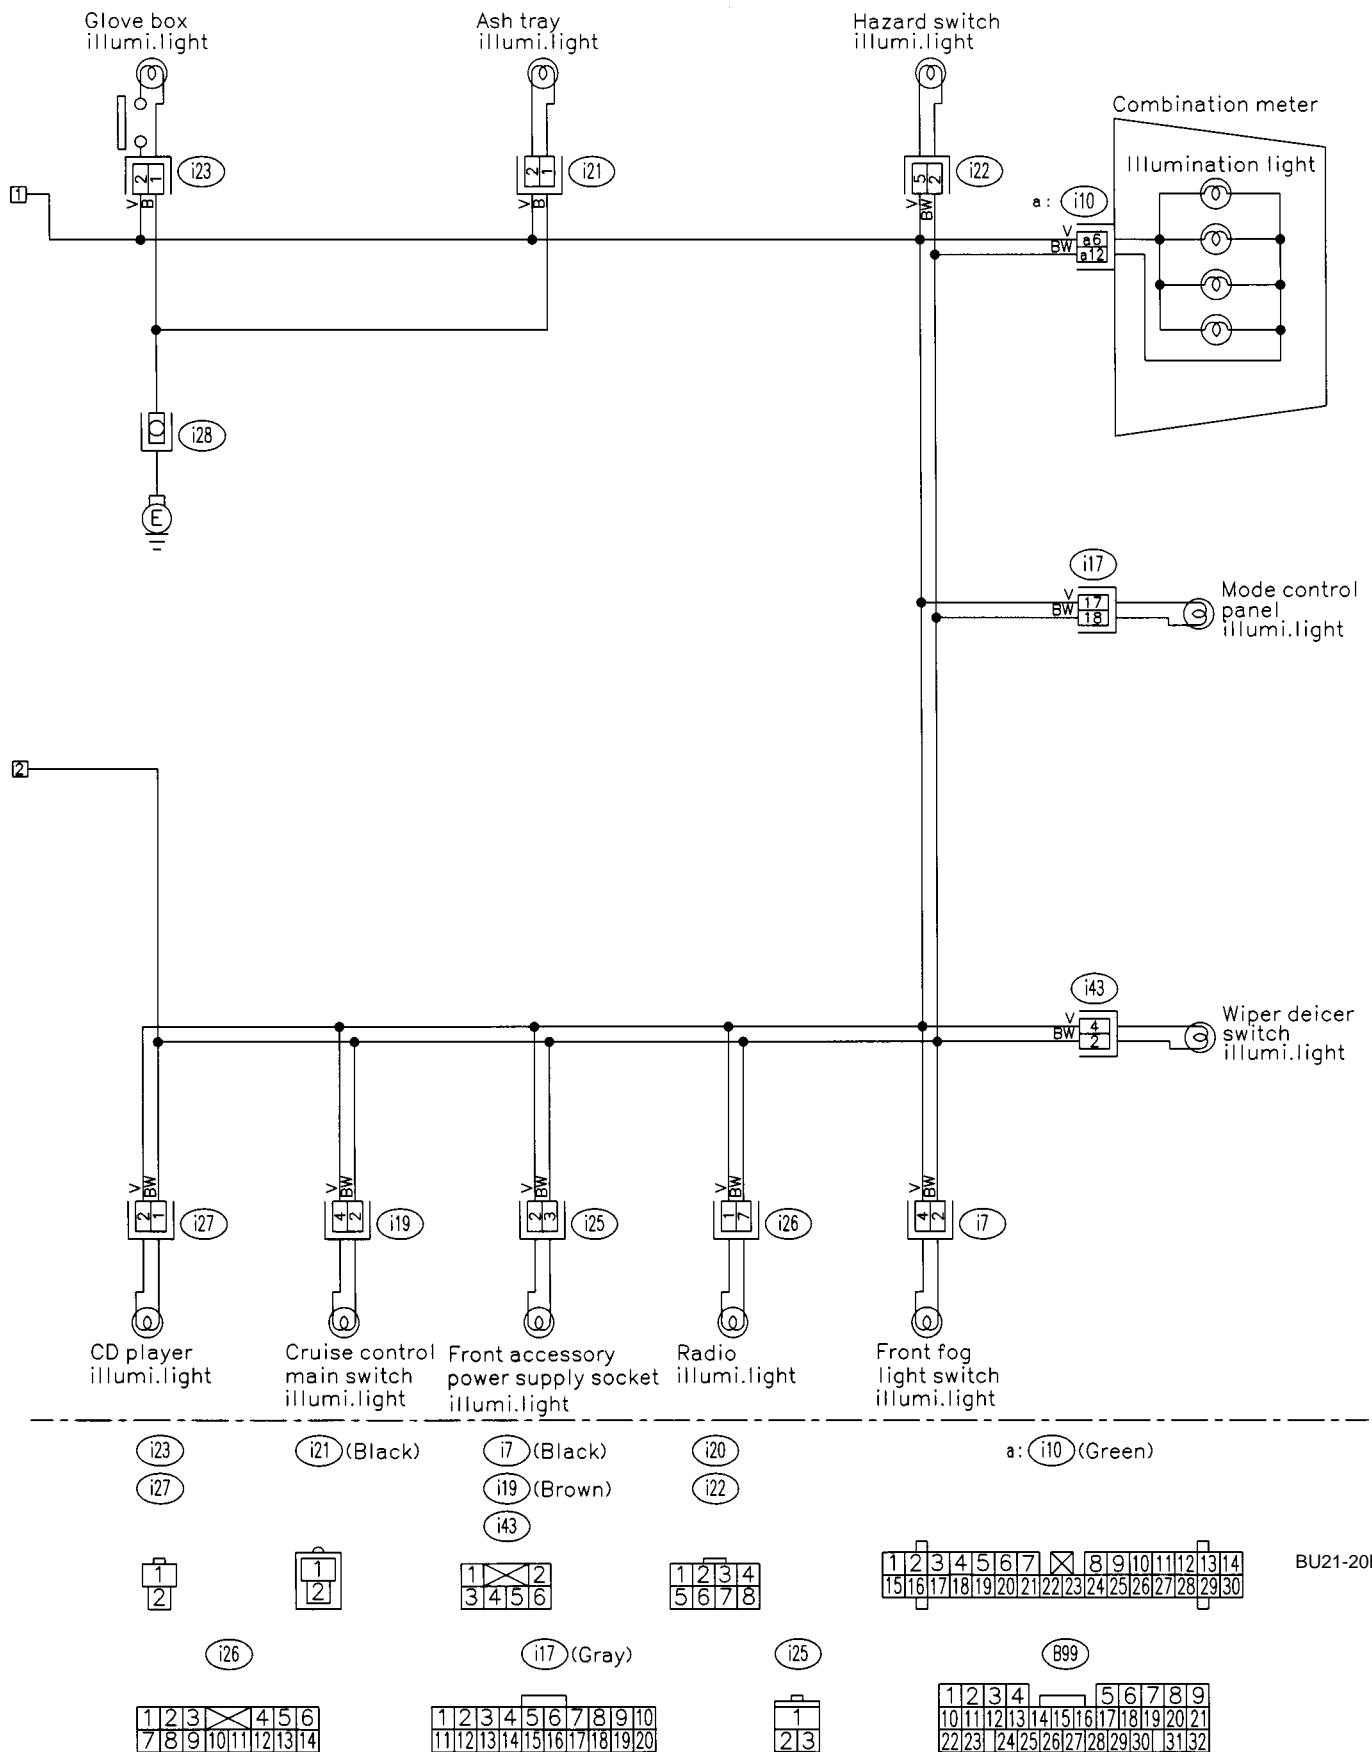 Glove box
illumi.light
Ash tray
illumi.light
Hazard switch
illumi.light
Combination meter
Illumination light
2 1
i23
2 1
i21
5 2
i22
a: i10
1
V B
V B
V BW
V
BW
a6
a12
i28
E
i17
V
BW
17
18
Mode control
panel
illumi.light
2
i43
V
BW
4
2
Wiper deicer
switch
illumi.light
V BW
V BW
V BW
V BW
V BW
2 1
i27
4 2
i19
2 3
i25
1 7
i26
4 2
i7
CD player
illumi.light
Cruise control
main switch
illumi.light
Front accessory
power supply socket
illumi.light
Radio
illumi.light
Front fog
light switch
illumi.light
i23
i27
i21 (Black)
i7 (Black)
i19 (Brown)
i43
i20
i22
a: i10 (Green)
1
2
1
2
1 2
3 4 5 6
1 2 3 4
5 6 7 8
1 2 3 4 5 6 7 8 9 10 11 12 13 14
15 16 17 18 19 20 21 22 23 24 25 26 27 28 29 30
i26
i17 (Gray)
i25
B99
1 2 3 4 5 6
7 8 9 10 11 12 13 14
1 2 3 4 5 6 7 8 9 10
11 12 13 14 15 16 17 18 19 20
1
2 3
1 2 3 4 5 6 7 8 9
10 11 12 13 14 15 16 17 18 19 20 21
22 23 24 25 26 27 28 29 30 31 32